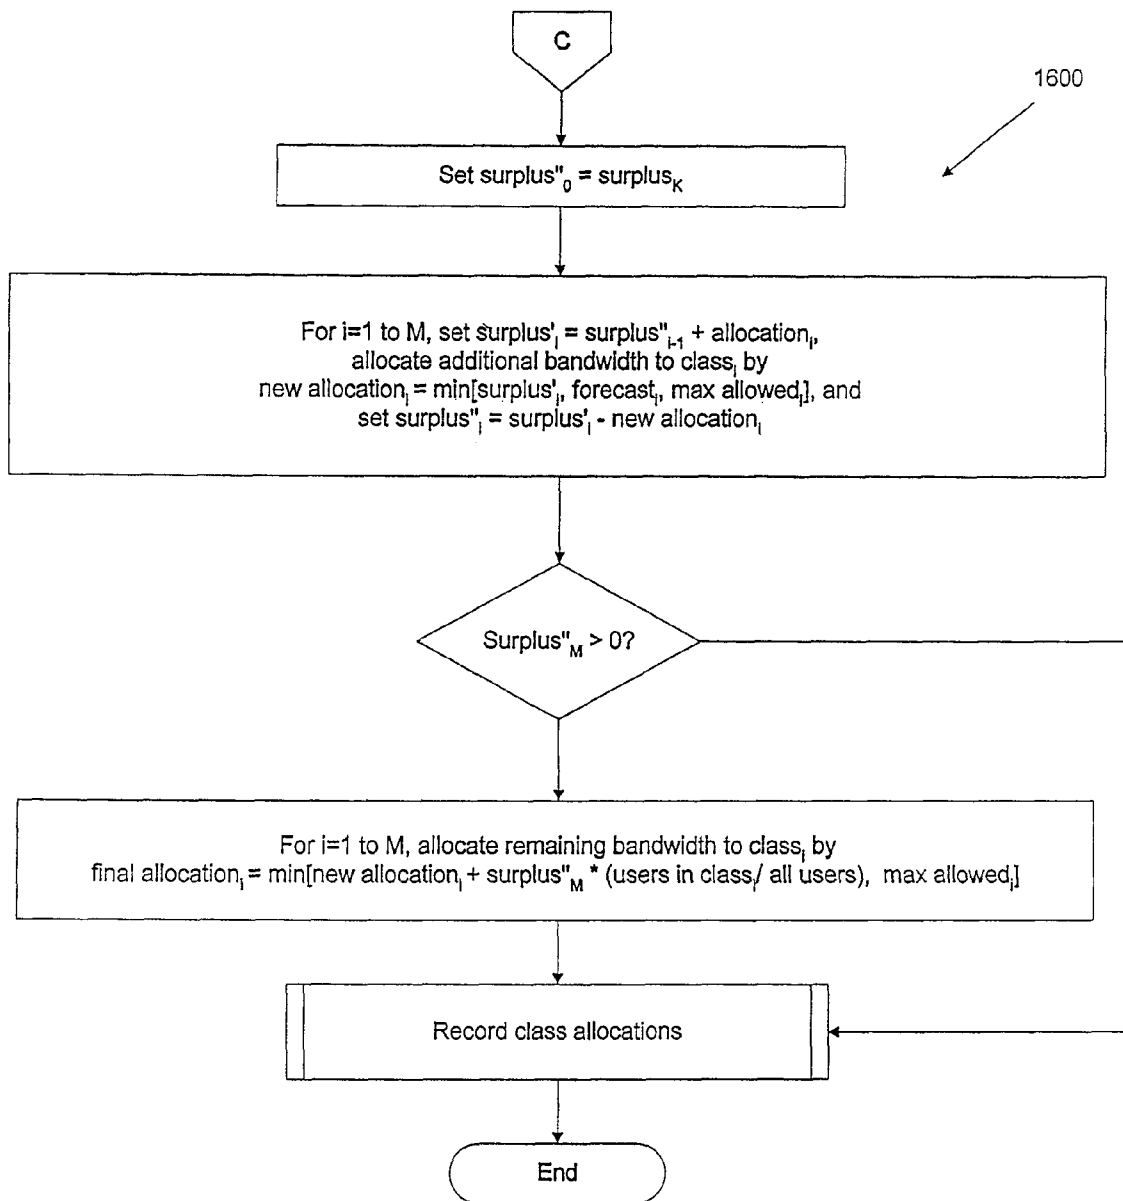 C
1600
Set surplus"₀ = surplusK
For i=1 to M, set surplus'ᵢ = surplus"ᵢ₋₁ + allocationᵢ,
allocate additional bandwidth to classᵢ by
new allocationᵢ = min[surplus'ᵢ, forecastᵢ, max allowedᵢ], and
set surplus"ᵢ = surplus'ᵢ - new allocationᵢ
Surplus"M > 0?
For i=1 to M, allocate remaining bandwidth to classᵢ by
final allocationᵢ = min[new allocationᵢ + surplus"M * (users in classᵢ/ all users), max allowedᵢ]
Record class allocations
End